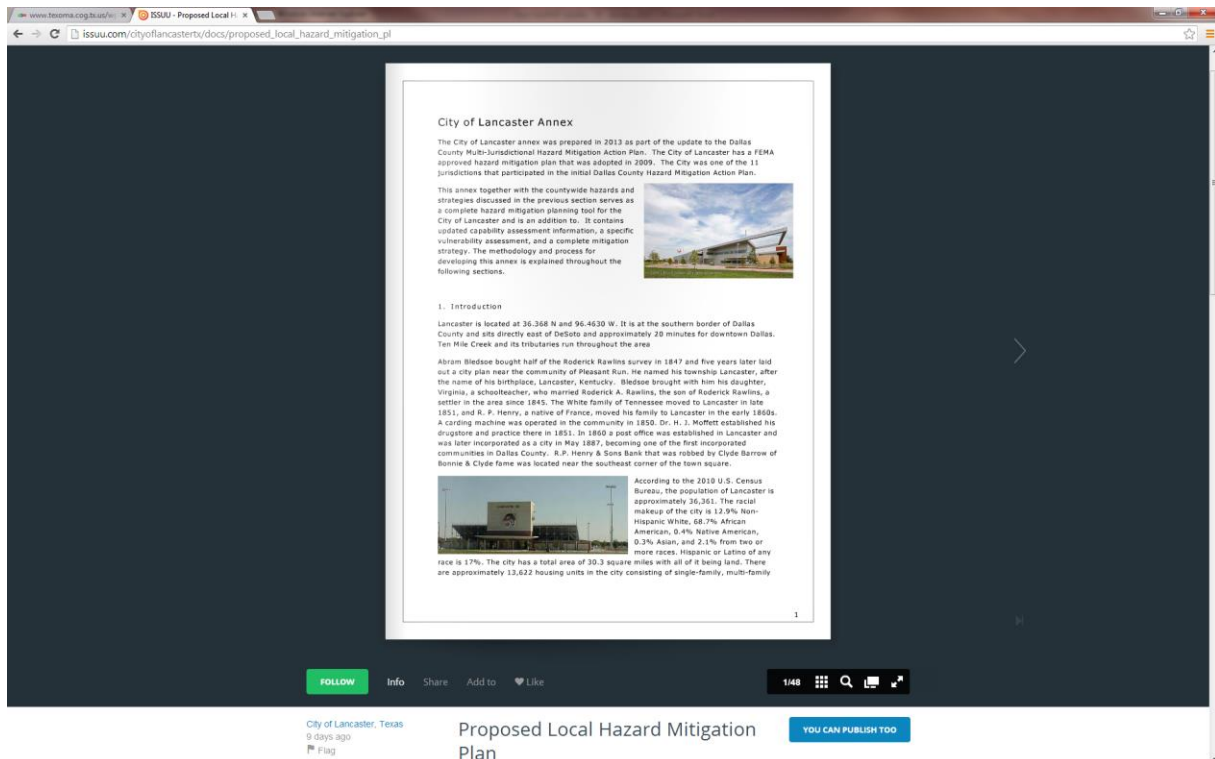 www.texoma.cog.tx.us/
ISSUU - Proposed Local H
issuu.com/cityoflancastertx/docs/proposed_local_hazard_mitigation_pl
City of Lancaster Annex
The City of Lancaster annex was prepared in 2013 as part of the update to the Dallas
County Multi-Jurisdictional Hazard Mitigation Action Plan. The City of Lancaster has a FEMA
approved hazard mitigation plan that was adopted in 2009. The City was one of the 11
jurisdictions that participated in the initial Dallas County Hazard Mitigation Action Plan.
This annex together with the countywide hazards and
strategies discussed in the previous section serves as
a complete hazard mitigation planning tool for the
City of Lancaster and is an addition to. It contains
updated capability assessment information, a specific
vulnerability assessment, and a complete mitigation
strategy. The methodology and process for
developing this annex is explained throughout the
following sections.
1. Introduction
Lancaster is located at 36.368 N and 96.4630 W. It is at the southern border of Dallas
County and sits directly east of DeSoto and approximately 20 minutes for downtown Dallas.
Ten Mile Creek and its tributaries run throughout the area
Abram Bledsoe bought half of the Roderick Rawlins survey in 1847 and five years later laid
out a city plan near the community of Pleasant Run. He named his township Lancaster, after
the name of his birthplace, Lancaster, Kentucky. Bledsoe brought with him his daughter,
Virginia, a schoolteacher, who married Roderick A. Rawlins, the son of Roderick Rawlins, a
settler in the area since 1845. The White family of Tennessee moved to Lancaster in late
1851, and R. P. Henry, a native of France, moved his family to Lancaster in the early 1860s.
A carding machine was operated in the community in 1850. Dr. H. J. Moffett established his
drugstore and practice there in 1851. In 1860 a post office was established in Lancaster and
was later incorporated as a city in May 1887, becoming one of the first incorporated
communities in Dallas County. R.P. Henry & Sons Bank that was robbed by Clyde Barrow of
Bonnie & Clyde fame was located near the southeast corner of the town square.
According to the 2010 U.S. Census
Bureau, the population of Lancaster is
approximately 36,361. The racial
makeup of the city is 12.9% Non-
Hispanic White, 68.7% African
American, 0.4% Native American,
0.3% Asian, and 2.1% from two or
more races. Hispanic or Latino of any
race is 17%. The city has a total area of 30.3 square miles with all of it being land. There
are approximately 13,622 housing units in the city consisting of single-family, multi-family
1
FOLLOW Info Share Add to Like
1/48
City of Lancaster, Texas
9 days ago
Flag
Proposed Local Hazard Mitigation
Plan
YOU CAN PUBLISH TOO